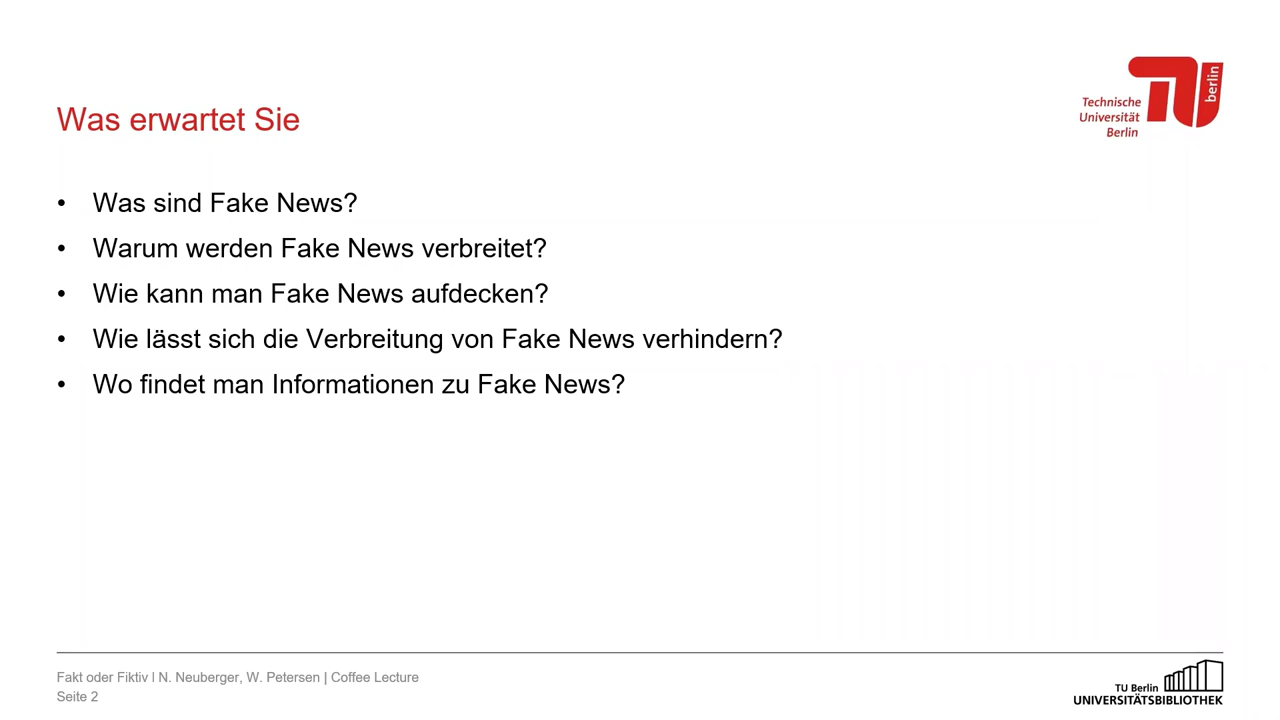 Technische
Universität
Berlin
berlin
Was erwartet Sie
• Was sind Fake News?
• Warum werden Fake News verbreitet?
• Wie kann man Fake News aufdecken?
• Wie lässt sich die Verbreitung von Fake News verhindern?
• Wo findet man Informationen zu Fake News?
Fakt oder Fiktiv I N. Neuberger, W. Petersen | Coffee Lecture
Seite 2
TU Berlin
UNIVERSITÄTSBIBLIOTHEK